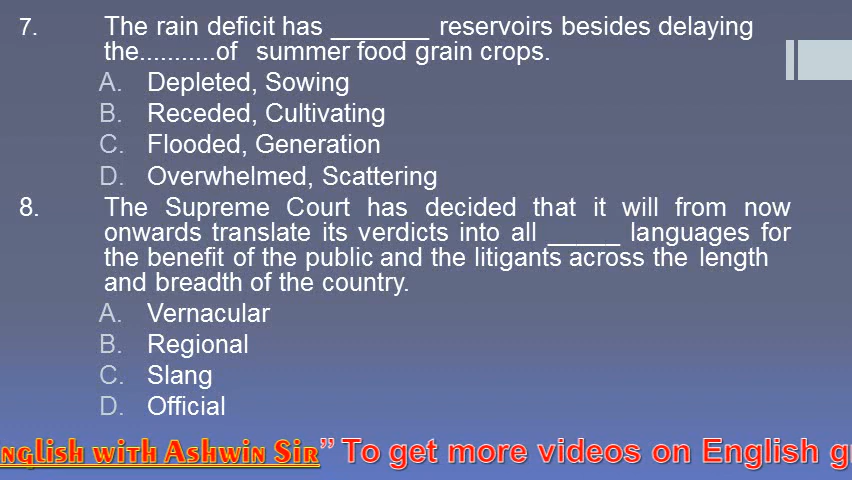 7. The rain deficit has _______ reservoirs besides delaying
the...........of summer food grain crops.
A. Depleted, Sowing
B. Receded, Cultivating
C. Flooded, Generation
D. Overwhelmed, Scattering
8. The Supreme Court has decided that it will from now
onwards translate its verdicts into all _____ languages for
the benefit of the public and the litigants across the length
and breadth of the country.
A. Vernacular
B. Regional
C. Slang
D. Official
nglish with Ashwin Sir” To get more videos on English g